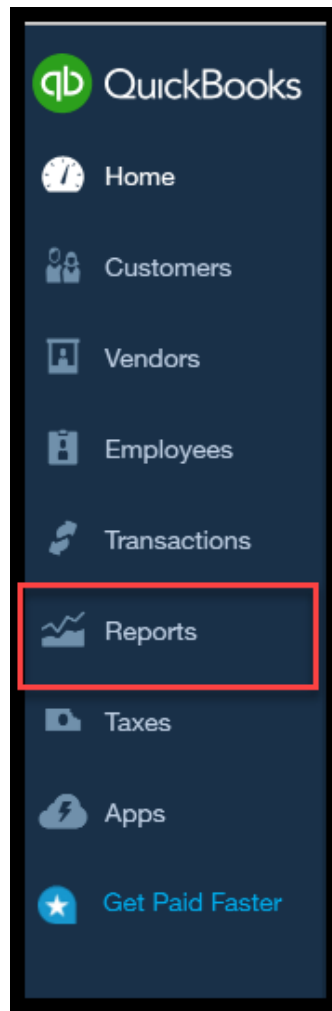 qb QuickBooks
Home
Customers
Vendors
Employees
Transactions
Reports
Taxes
Apps
Get Paid Faster